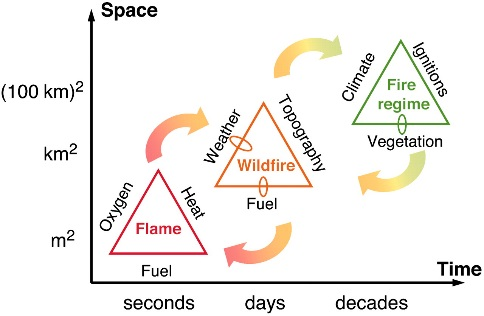 Space
(100 km)²
km²
m²
Climate
Ignitions
Fire
regime
Vegetation
Weather
Topography
Wildfire
Fuel
Oxygen
Heat
Flame
Fuel
Time
seconds
days
decades